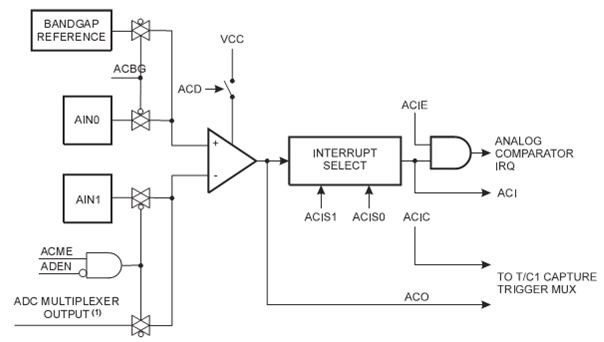 BANDGAP
REFERENCE
ACBG
AIN0
AIN1
ACME
ADEN
ADC MULTIPLEXER
OUTPUT (1)
VCC
ACD
+
-
INTERRUPT
SELECT
ACIS1
ACIS0
ACIE
ANALOG
COMPARATOR
IRQ
ACI
ACIC
TO T/C1 CAPTURE
TRIGGER MUX
ACO